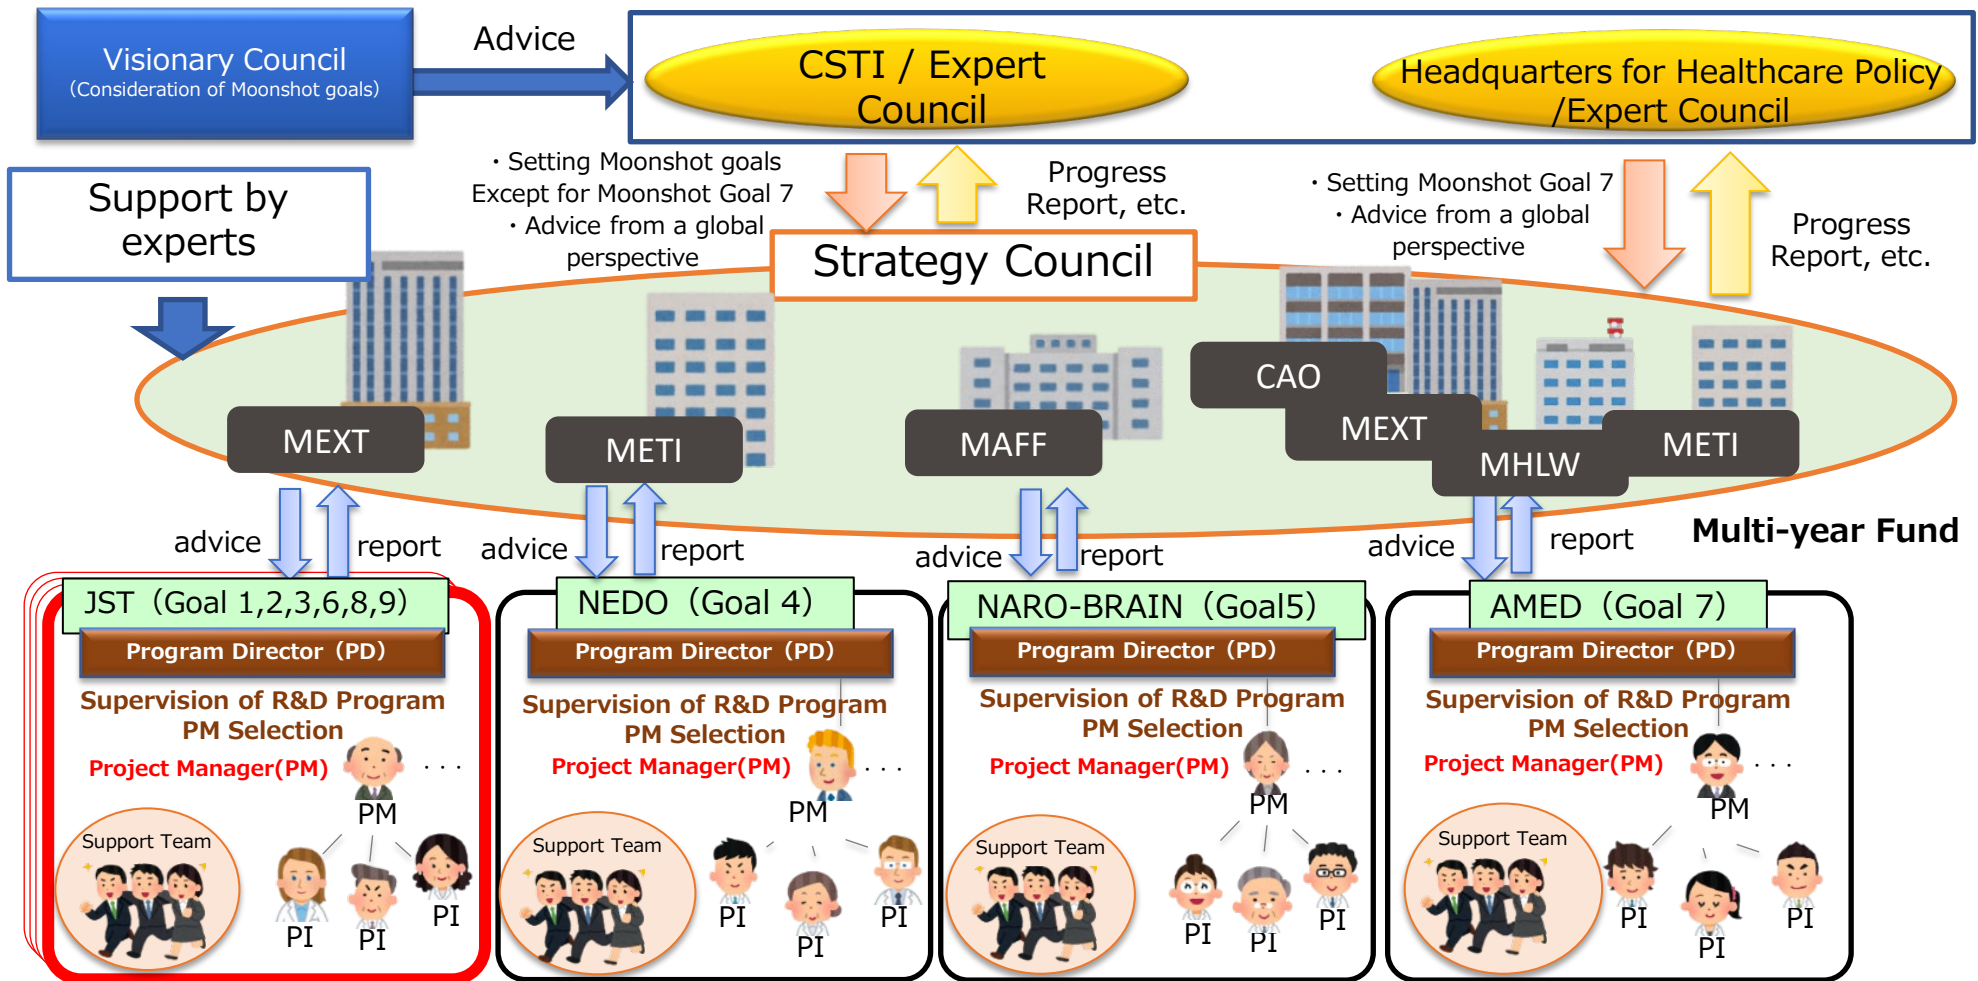 Visionary Council
(Consideration of Moonshot goals)
Advice
CSTI / Expert
Council
Headquarters for Healthcare Policy
/Expert Council
Support by
experts
・Setting Moonshot goals
Except for Moonshot Goal 7
・Advice from a global
perspective
Progress
Report, etc.
・Setting Moonshot Goal 7
・Advice from a global
perspective
Progress
Report, etc.
Strategy Council
MEXT
METI
MAFF
CAO
MEXT
MHLW
METI
advice
report
advice
report
advice
report
advice
report
Multi-year Fund
JST（Goal 1,2,3,6,8,9）
Program Director（PD）
Supervision of R&D Program
PM Selection
Project Manager(PM)
・・・
PM
Support Team
PI
PI
PI
NEDO（Goal 4）
Program Director（PD）
Supervision of R&D Program
PM Selection
Project Manager(PM)
・・・
PM
Support Team
PI
PI
PI
NARO-BRAIN（Goal5）
Program Director（PD）
Supervision of R&D Program
PM Selection
Project Manager(PM)
・・・
PM
Support Team
PI
PI
PI
AMED（Goal 7）
Program Director（PD）
Supervision of R&D Program
PM Selection
Project Manager(PM)
・・・
PM
Support Team
PI
PI
PI